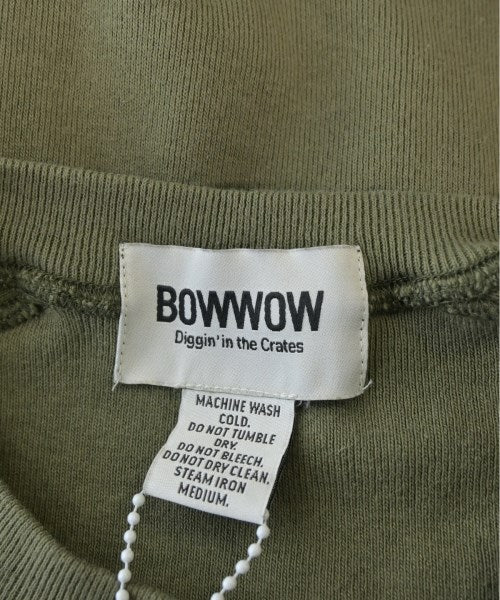 BOWWOW
Diggin' in the Crates
MACHINE WASH
COLD.
DO NOT TUMBLE
DRY.
DO NOT BLEECH.
DO NOT DRY CLEAN.
STEAM IRON
MEDIUM.